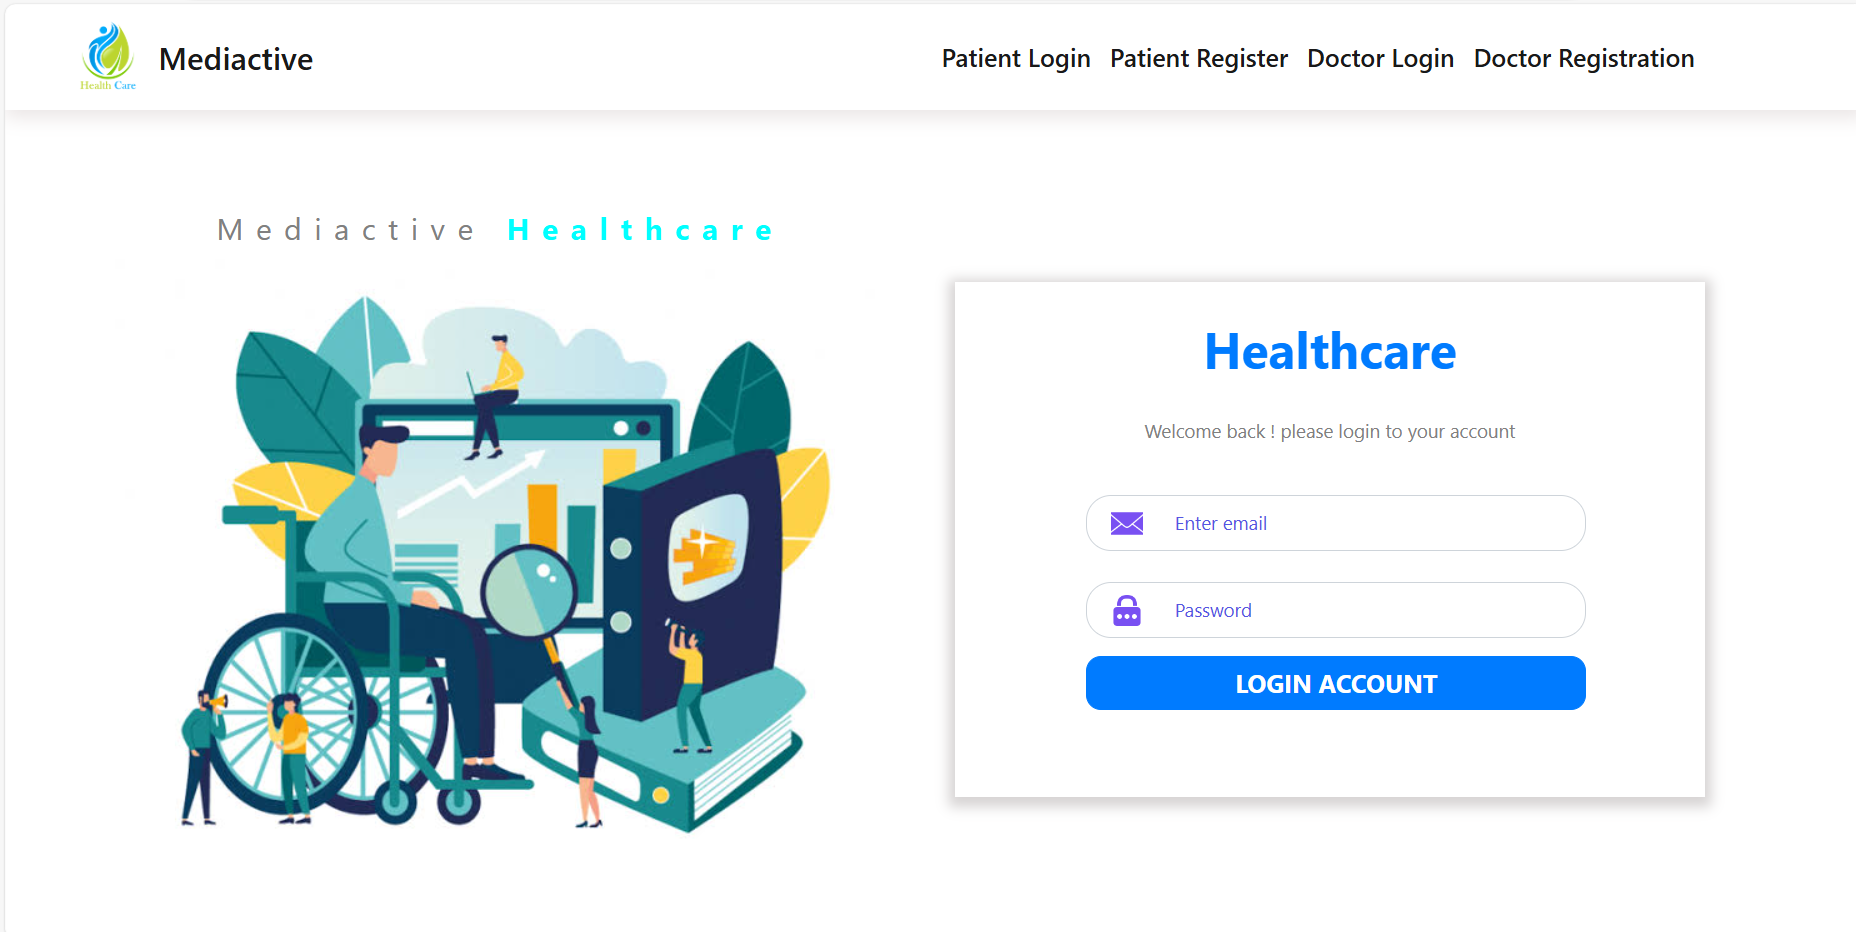 Health Care
Mediactive
Patient Login Patient Register Doctor Login Doctor Registration
Mediactive Healthcare
Healthcare
Welcome back ! please login to your account
Enter email
Password
LOGIN ACCOUNT